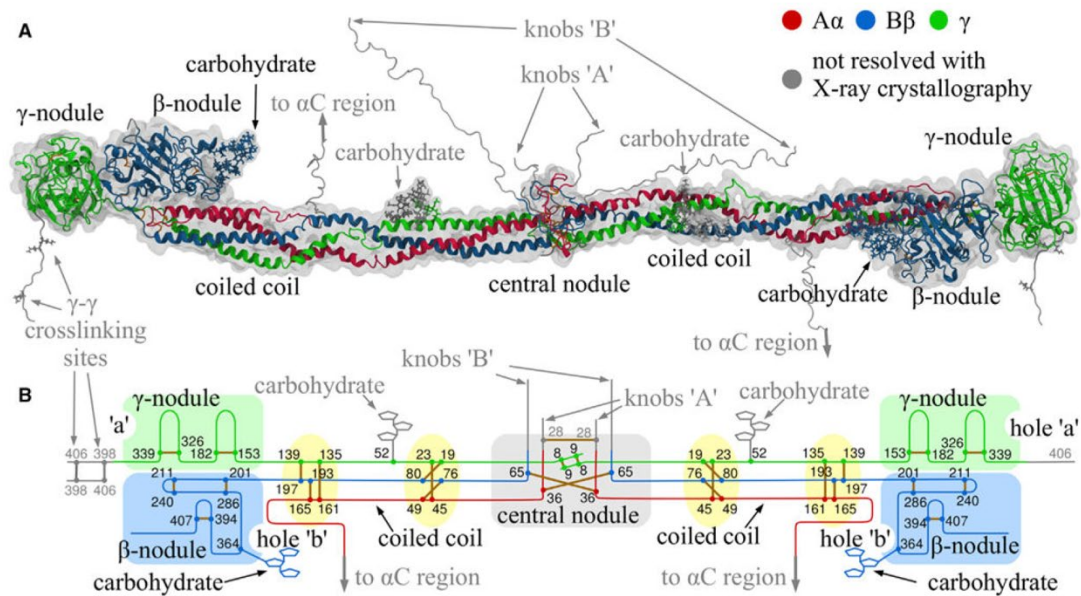 A
knobs 'B'
Aα
Bβ
γ
not resolved with
X-ray crystallography
carbohydrate
γ-nodule
β-nodule
to αC region
knobs 'A'
carbohydrate
carbohydrate
γ-nodule
coiled coil
central nodule
coiled coil
carbohydrate
β-nodule
γ-γ
crosslinking
sites
to αC region
B
γ-nodule
'a'
carbohydrate
knobs 'B'
knobs 'A'
carbohydrate
γ-nodule
hole 'a'
406 398
339 326 182 153
139 135
52
23 19
28 28
8 9
9 8
19 23
52
135 139
153 326 182 339
406
398 406
211 201
193
80 76
65
65
76 80
193
201 211
240
286
197
165 161
49 45
36
36
45 49
161 165
197
286
240
407 394
364
central nodule
coiled coil
coiled coil
394 407
364
β-nodule
hole 'b'
hole 'b'
β-nodule
carbohydrate
to αC region
to αC region
carbohydrate